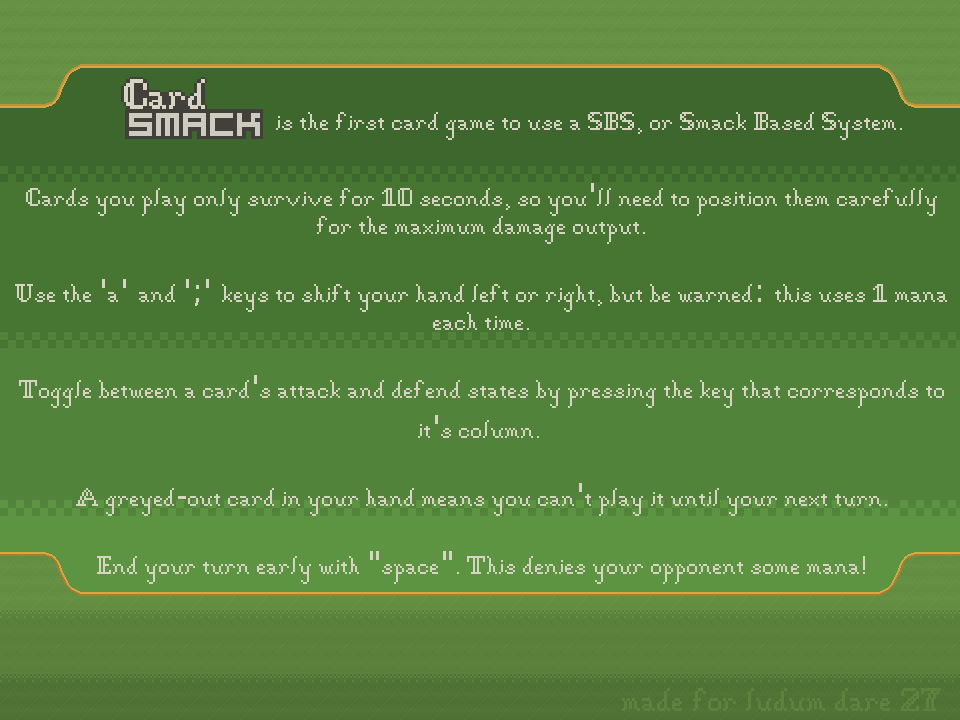 Card
SMACK is the first card game to use a SBS, or Smack Based System.
Cards you play only survive for 10 seconds, so you'll need to position them carefully
for the maximum damage output.
Use the 'a' and ';' keys to shift your hand left or right, but be warned: this uses 1 mana
each time.
Toggle between a card's attack and defend states by pressing the key that corresponds to
it's column.
A greyed-out card in your hand means you can't play it until your next turn.
End your turn early with "space". This denies your opponent some mana!
made for ludum dare 27